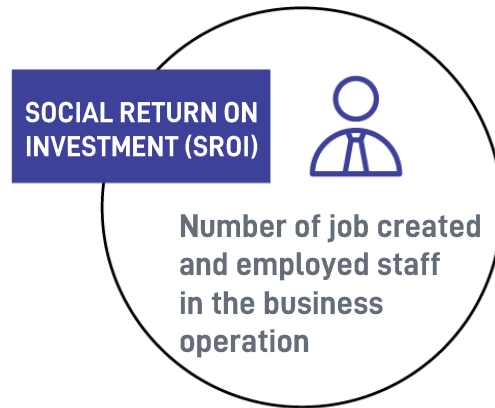 SOCIAL RETURN ON
INVESTMENT (SROI)
Number of job created
and employed staff
in the business
operation